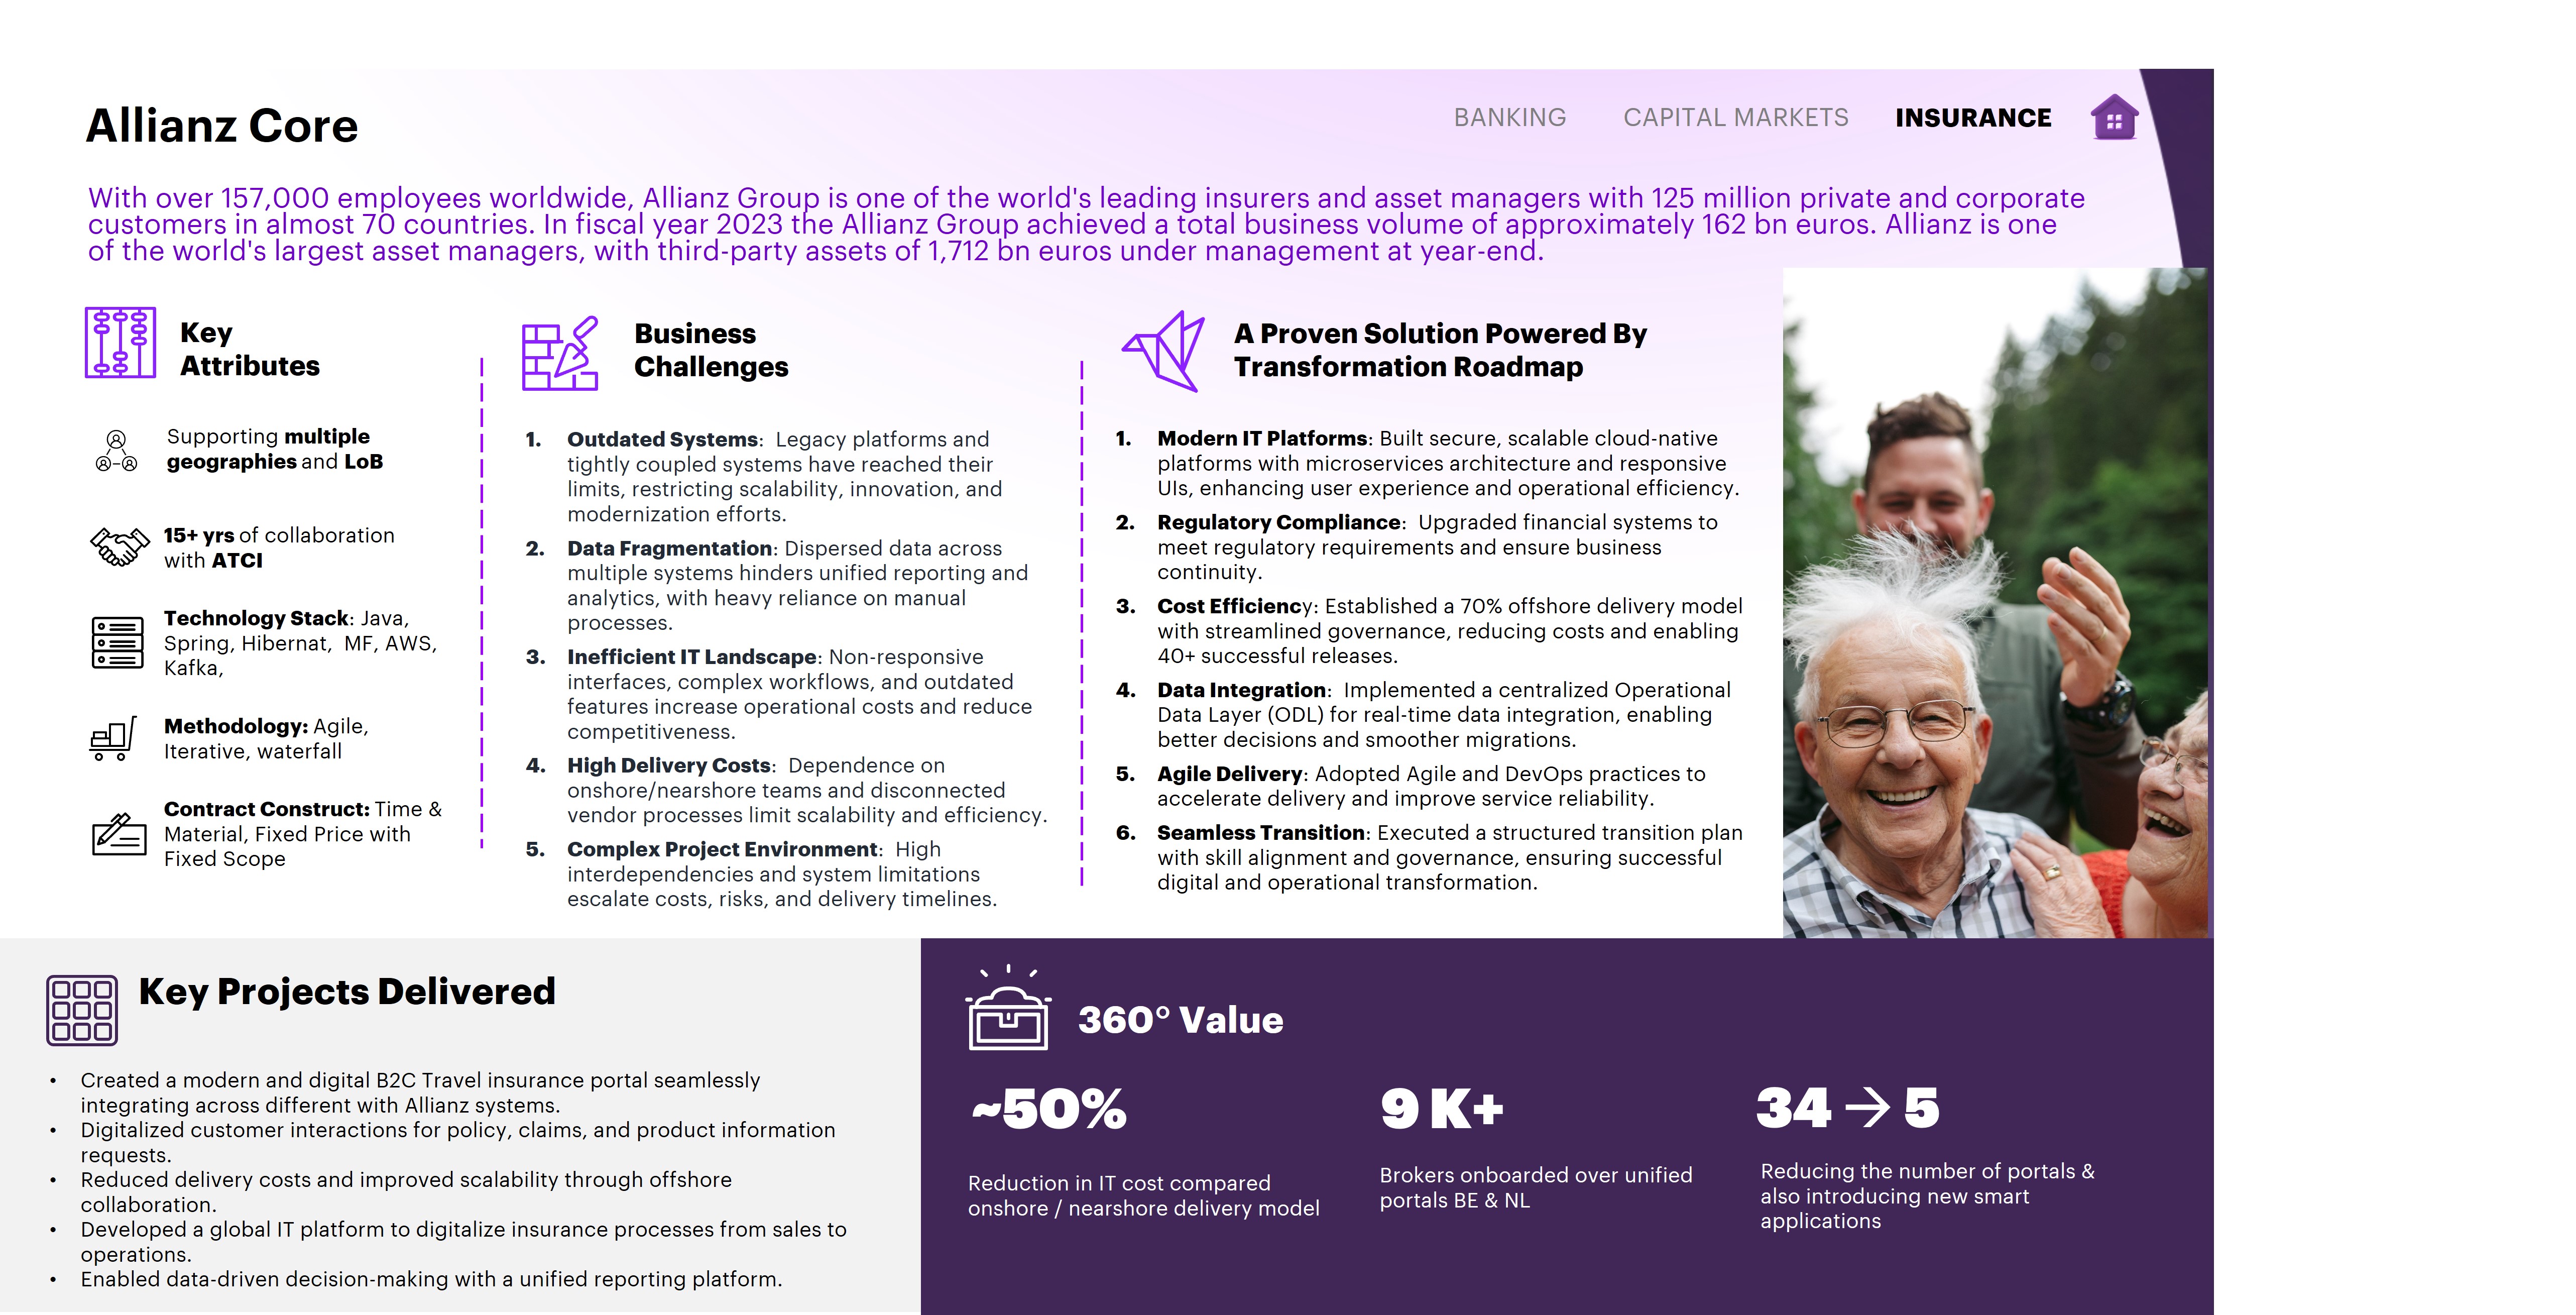 Allianz Core
BANKING
CAPITAL MARKETS
INSURANCE
With over 157,000 employees worldwide, Allianz Group is one of the world's leading insurers and asset managers with 125 million private and corporate
customers in almost 70 countries. In fiscal year 2023 the Allianz Group achieved a total business volume of approximately 162 bn euros. Allianz is one
of the world's largest asset managers, with third-party assets of 1,712 bn euros under management at year-end.
Key
Attributes
Supporting multiple
geographies and LoB
15+ yrs of collaboration
with ATCI
Technology Stack: Java,
Spring, Hibernat, MF, AWS,
Kafka,
Methodology: Agile,
Iterative, waterfall
Contract Construct: Time &
Material, Fixed Price with
Fixed Scope
Business
Challenges
1. Outdated Systems: Legacy platforms and
tightly coupled systems have reached their
limits, restricting scalability, innovation, and
modernization efforts.
2. Data Fragmentation: Dispersed data across
multiple systems hinders unified reporting and
analytics, with heavy reliance on manual
processes.
3. Inefficient IT Landscape: Non-responsive
interfaces, complex workflows, and outdated
features increase operational costs and reduce
competitiveness.
4. High Delivery Costs: Dependence on
onshore/nearshore teams and disconnected
vendor processes limit scalability and efficiency.
5. Complex Project Environment: High
interdependencies and system limitations
escalate costs, risks, and delivery timelines.
A Proven Solution Powered By
Transformation Roadmap
1. Modern IT Platforms: Built secure, scalable cloud-native
platforms with microservices architecture and responsive
UIs, enhancing user experience and operational efficiency.
2. Regulatory Compliance: Upgraded financial systems to
meet regulatory requirements and ensure business
continuity.
3. Cost Efficiency: Established a 70% offshore delivery model
with streamlined governance, reducing costs and enabling
40+ successful releases.
4. Data Integration: Implemented a centralized Operational
Data Layer (ODL) for real-time data integration, enabling
better decisions and smoother migrations.
5. Agile Delivery: Adopted Agile and DevOps practices to
accelerate delivery and improve service reliability.
6. Seamless Transition: Executed a structured transition plan
with skill alignment and governance, ensuring successful
digital and operational transformation.
Key Projects Delivered
• Created a modern and digital B2C Travel insurance portal seamlessly
integrating across different with Allianz systems.
• Digitalized customer interactions for policy, claims, and product information
requests.
• Reduced delivery costs and improved scalability through offshore
collaboration.
• Developed a global IT platform to digitalize insurance processes from sales to
operations.
• Enabled data-driven decision-making with a unified reporting platform.
360° Value
~50%
Reduction in IT cost compared
onshore / nearshore delivery model
9 K+
Brokers onboarded over unified
portals BE & NL
34 → 5
Reducing the number of portals &
also introducing new smart
applications